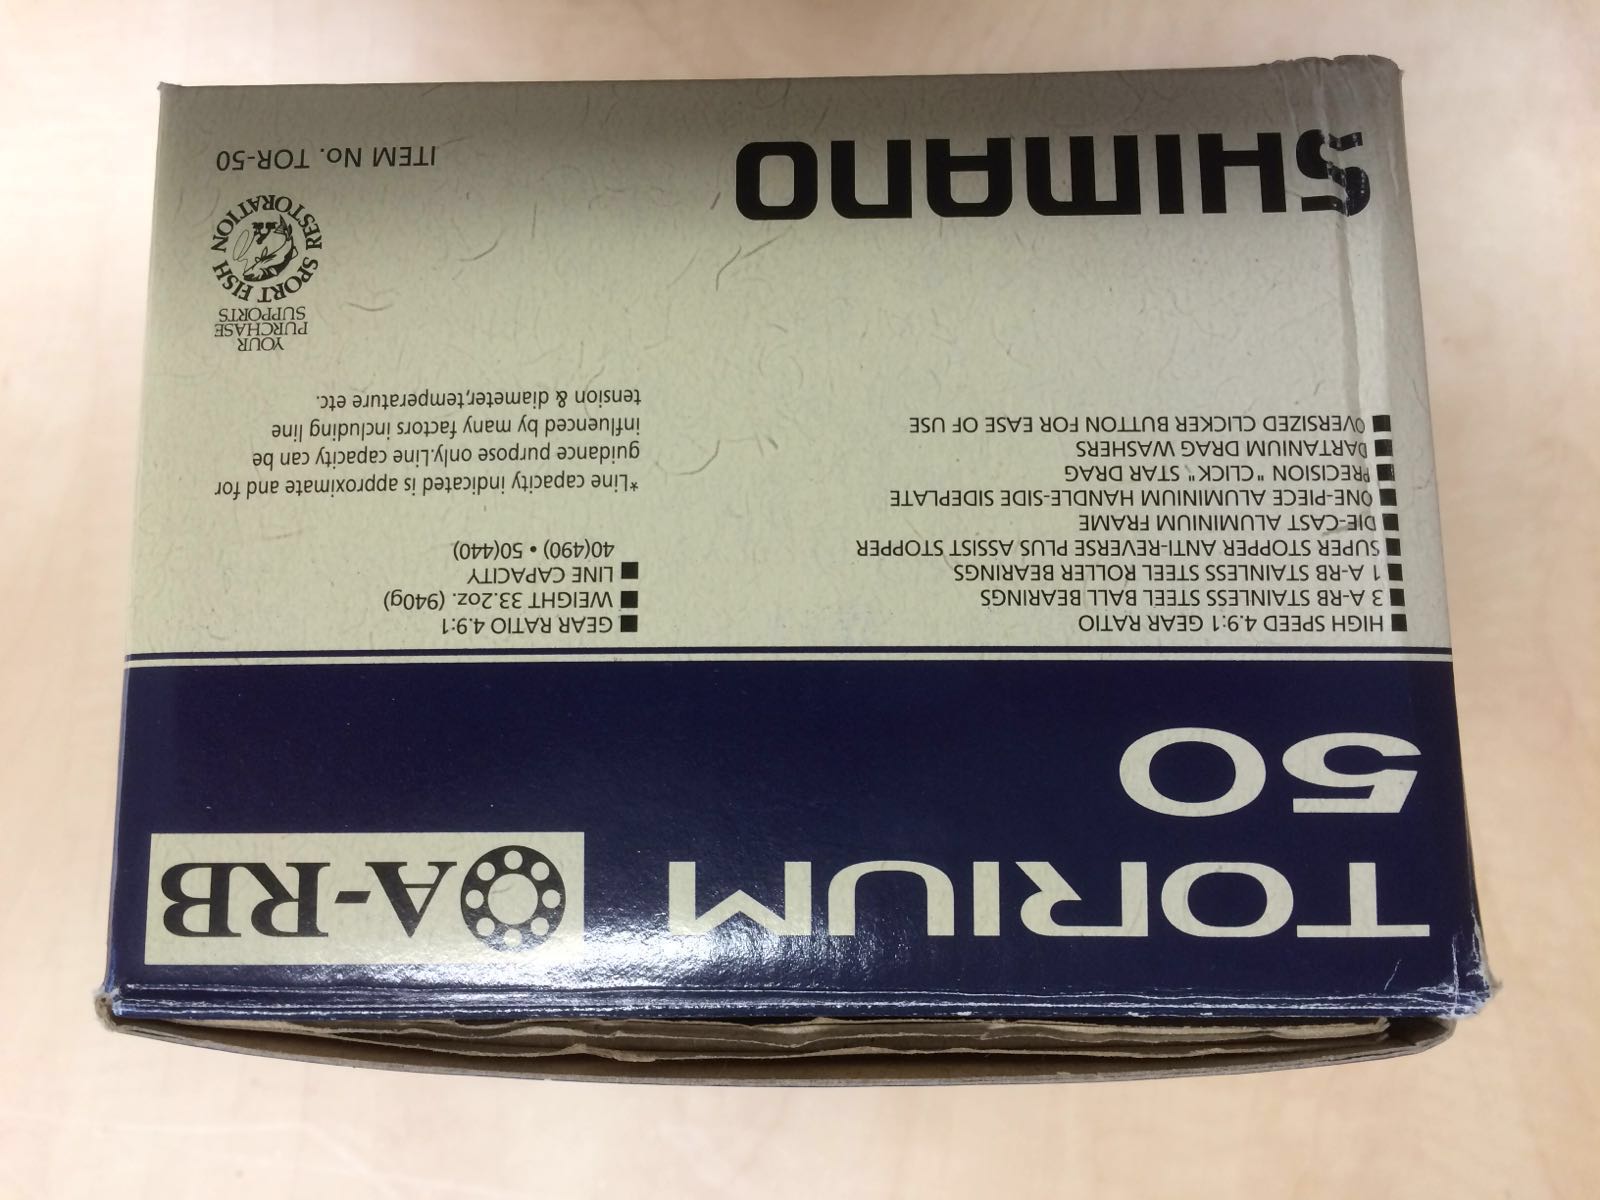 TORIUM
50
A-RB
HIGH SPEED 4.9:1 GEAR RATIO
3 A-RB STAINLESS STEEL BALL BEARINGS
1 A-RB STAINLESS STEEL ROLLER BEARINGS
SUPER STOPPER ANTI-REVERSE PLUS ASSIST STOPPER
DIE-CAST ALUMINIUM FRAME
ONE-PIECE ALUMINIUM HANDLE-SIDE SIDEPLATE
PRECISION "CLICK" STAR DRAG
DARTANIUM DRAG WASHERS
OVERSIZED CLICKER BUTTON FOR EASE OF USE
GEAR RATIO 4.9:1
WEIGHT 33.2oz. (940g)
LINE CAPACITY
40(490) • 50(440)
*Line capacity indicated is approximate and for
guidance purpose only.Line capacity can be
influenced by many factors including line
tension & diameter,temperature etc.
YOUR
PURCHASE
SUPPORTS
SPORT FISH
RESTORATION
SHIMANO
ITEM No. TOR-50